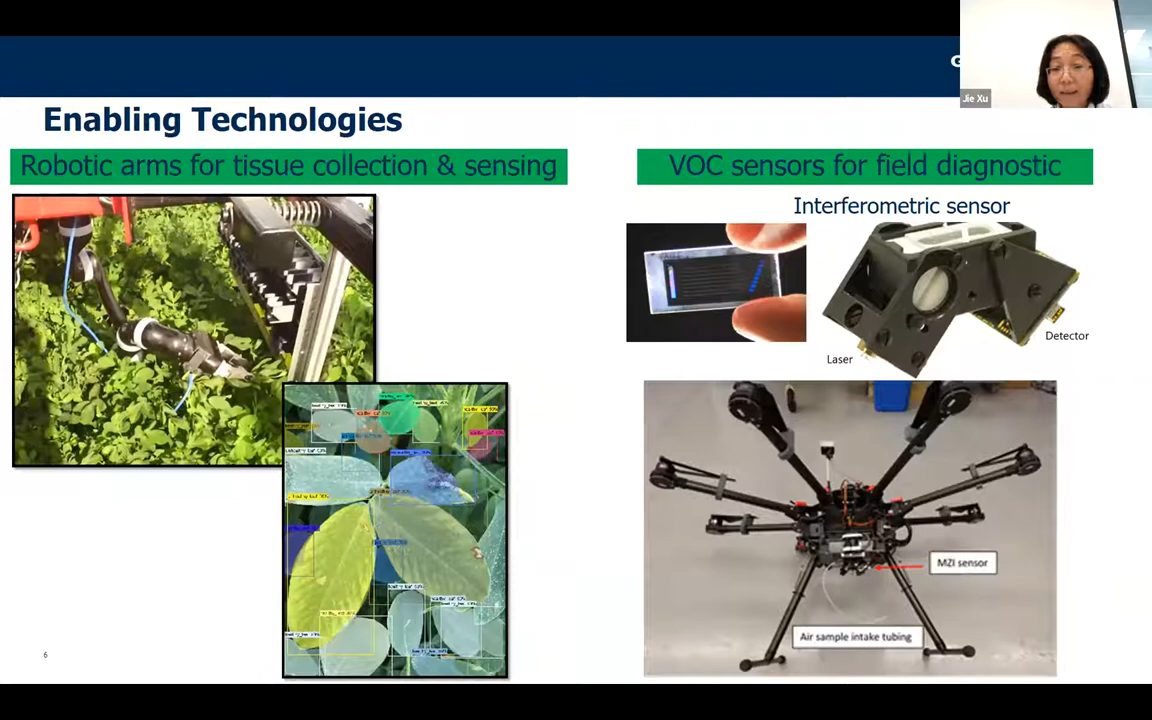 G
Jie Xu
Enabling Technologies
Robotic arms for tissue collection & sensing
VOC sensors for field diagnostic
Interferometric sensor
Laser
Detector
MZI sensor
Air sample intake tubing
6